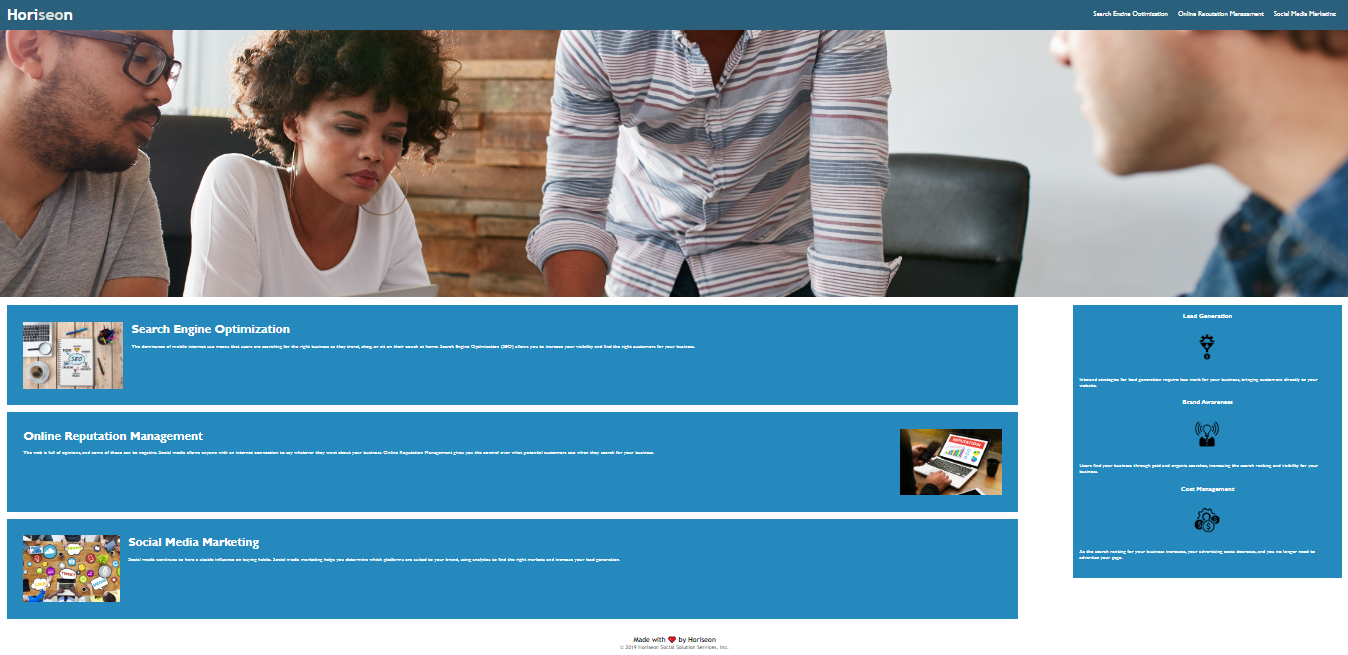 Horiseon
Search Engine Optimization Online Reputation Management Social Media Marketing
Search Engine Optimization
The dominance of mobile internet use means that users are searching for the right business as they travel, shop, or sit on their couch at home. Search Engine Optimization (SEO) allows you to increase your visibility and find the right customers for your business.
Online Reputation Management
The web is full of opinions, and some of these can be negative. Social media allows anyone with an internet connection to say whatever they want about your business. Online Reputation Management gives you the control over what potential customers see when they search for your business.
REPUTATION
Social Media Marketing
Social media continues to have a sizable influence on buying habits. Social media marketing helps you determine which platforms are suited to your brand, using analytics to find the right markets and increase your lead generation.
Lead Generation
Inbound strategies for lead generation require less work for your business, bringing customers directly to your
website.
Brand Awareness
Users find your business through paid and organic searches, increasing the search ranking and visibility for your
business.
Cost Management
As the search ranking for your business increases, your advertising costs decrease, and you no longer need to
advertise your page.
SEO
Made with ❤️ by Horiseon
© 2019 Horiseon Social Solution Services, Inc.